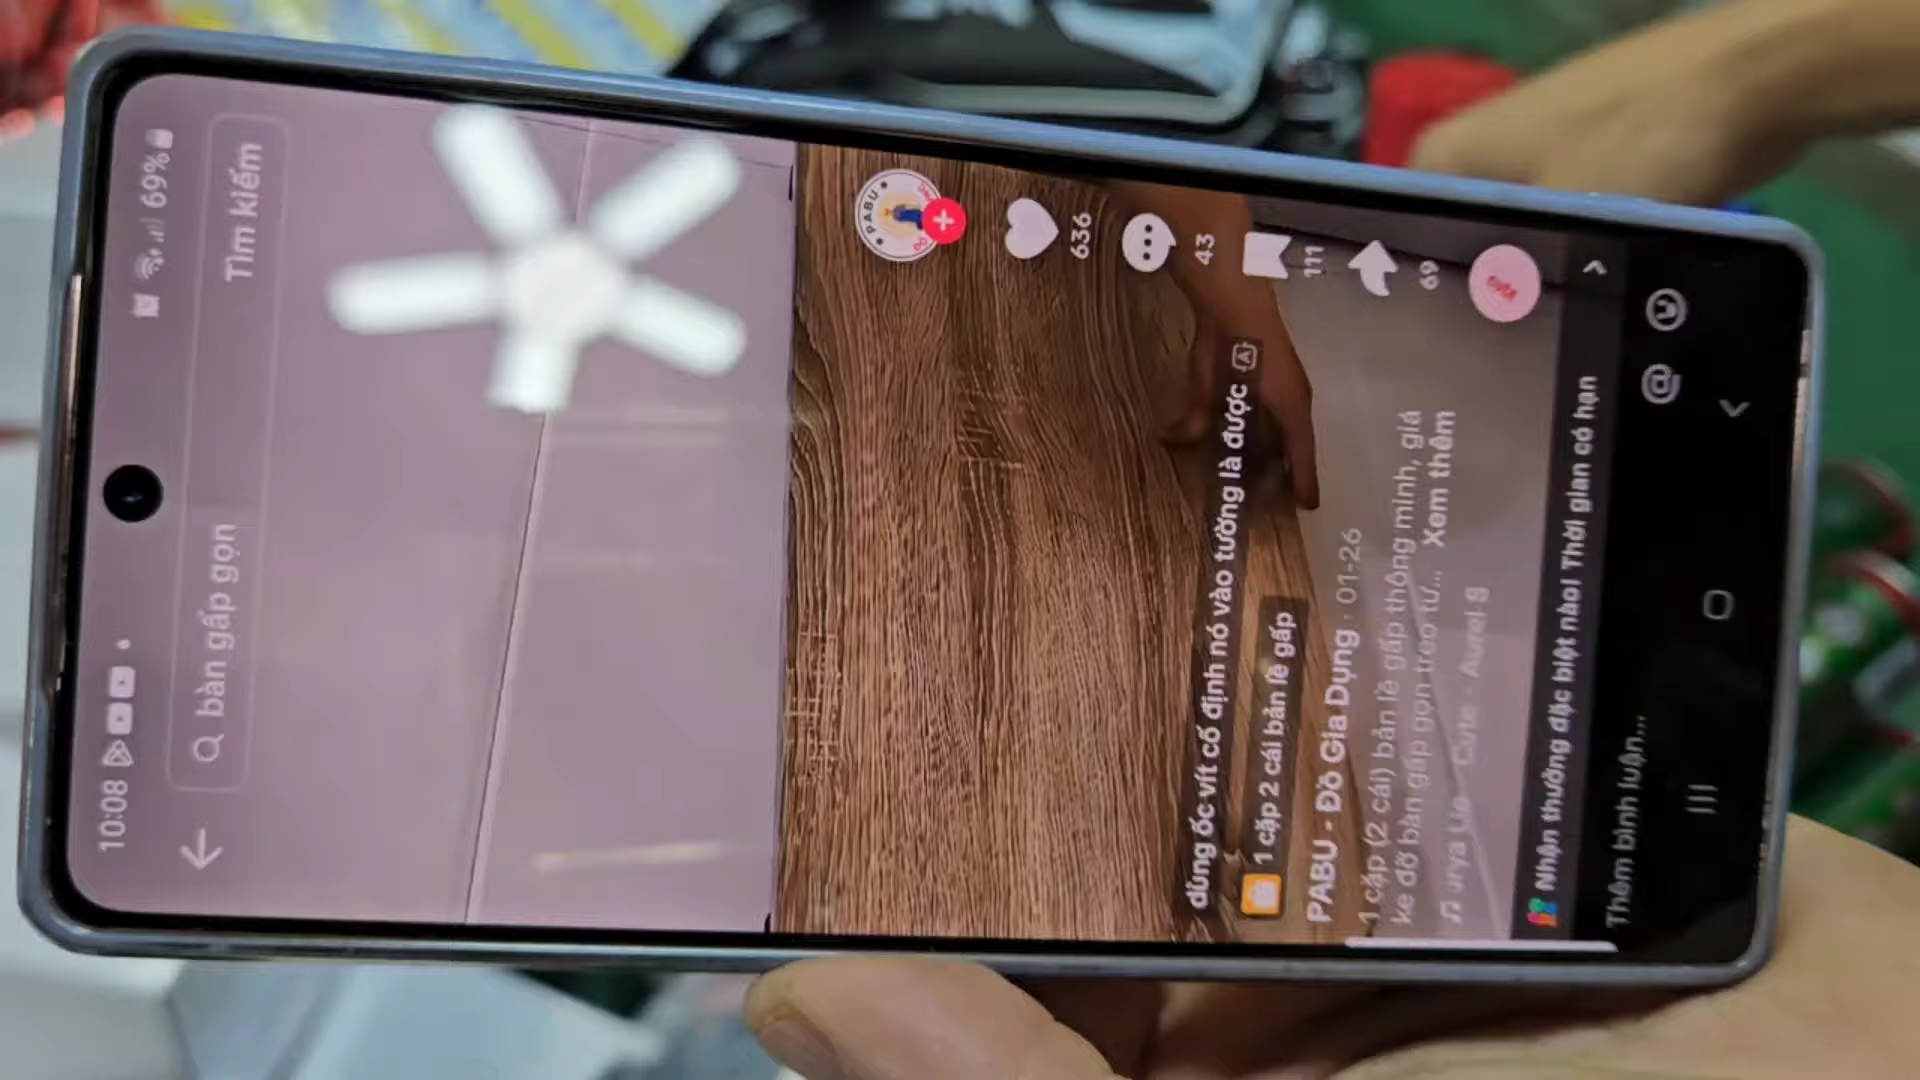 10:08
69%
bàn gấp gọn
Tìm kiếm
PABU
636
43
111
69
dùng ốc vít cố định nó vào tường là được
1 cặp 2 cái bản lề gấp
PABU - Đồ Gia Dụng · 01-26
1 cặp (2 cái) bản lề gấp thông minh, giá
ke đỡ bàn gấp gọn treo tư... Xem thêm
Cute - Aurel S
Nhận thưởng đặc biệt nào! Thời gian có hạn
Thêm bình luận...